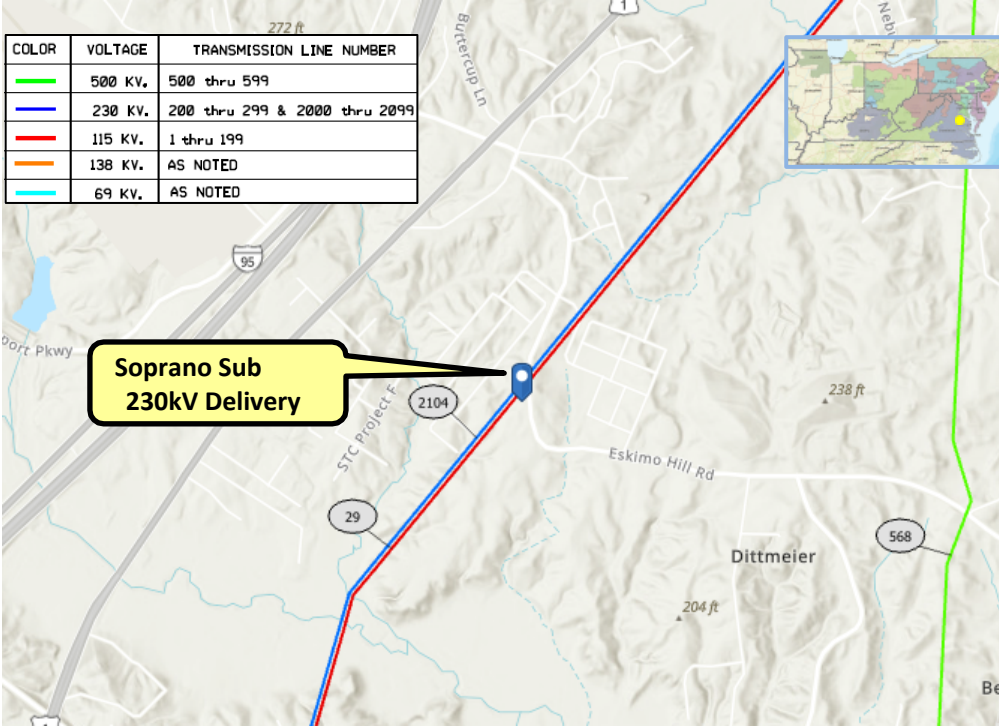 272 ft
1
Buttercup Ln
COLOR VOLTAGE TRANSMISSION LINE NUMBER
500 KV. 500 thru 599
230 KV. 200 thru 299 & 2000 thru 2099
115 KV. 1 thru 199
138 KV. AS NOTED
69 KV. AS NOTED
95
port Pkwy
Soprano Sub
230kV Delivery
STC Project F
2104
238 ft
Eskimo Hill Rd
29
568
Dittmeier
204 ft
Be
1